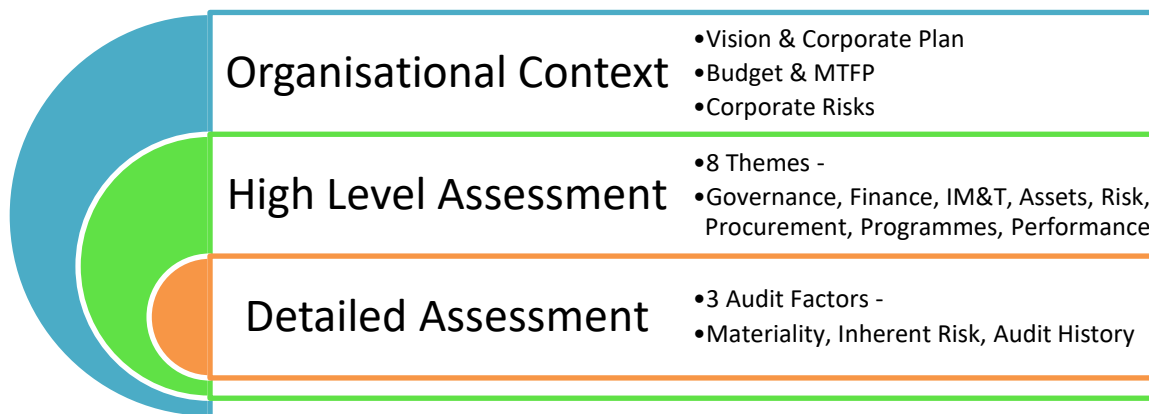 Organisational Context
•Vision & Corporate Plan
•Budget & MTFP
•Corporate Risks
High Level Assessment
•8 Themes -
•Governance, Finance, IM&T, Assets, Risk,
Procurement, Programmes, Performance
Detailed Assessment
•3 Audit Factors -
•Materiality, Inherent Risk, Audit History